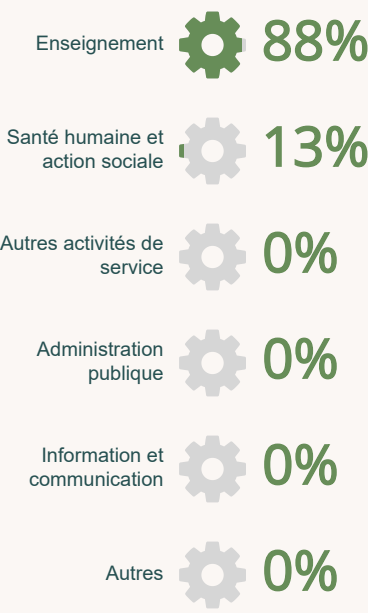 Enseignement 88%
Santé humaine et
action sociale 13%
Autres activités de
service 0%
Administration
publique 0%
Information et
communication 0%
Autres 0%